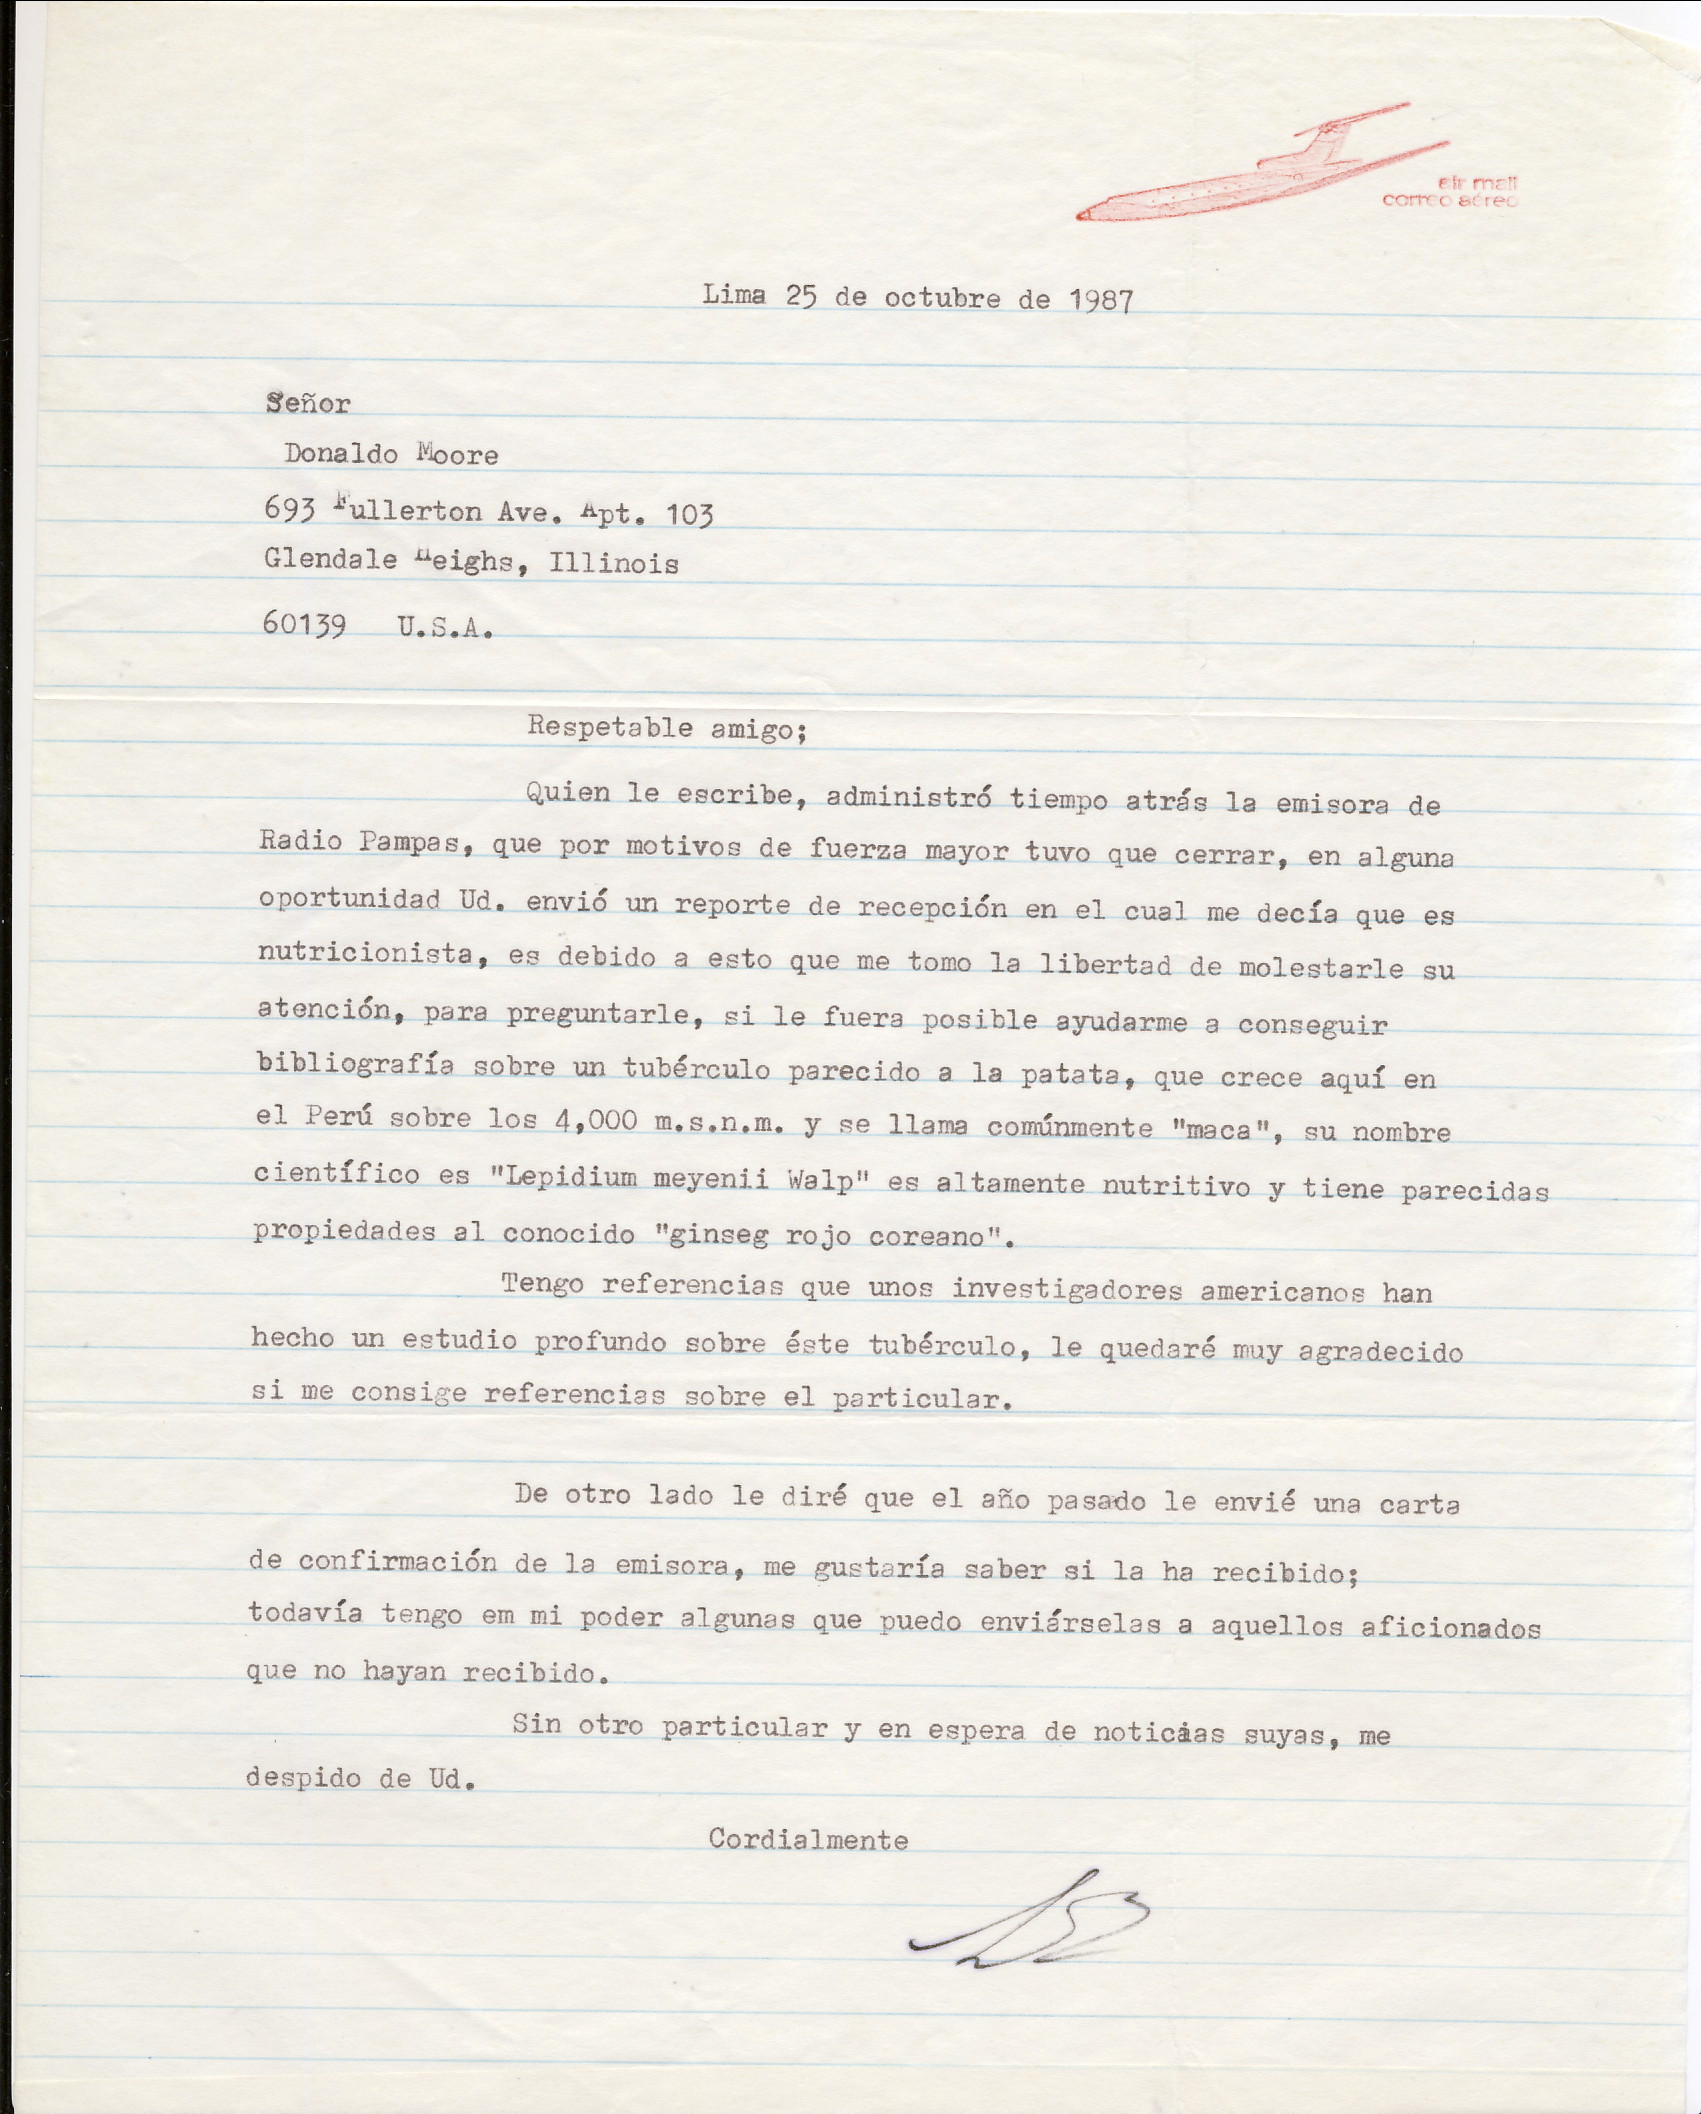 air mail
correo aéreo
Lima 25 de octubre de 1987
Señor
Donaldo Moore
693 Fullerton Ave. Apt. 103
Glendale Heighs, Illinois
60139 U.S.A.
Respetable amigo;
Quien le escribe, administró tiempo atrás la emisora de
Radio Pampas, que por motivos de fuerza mayor tuvo que cerrar, en alguna
oportunidad Ud. envió un reporte de recepción en el cual me decía que es
nutricionista, es debido a esto que me tomo la libertad de molestarle su
atención, para preguntarle, si le fuera posible ayudarme a conseguir
bibliografía sobre un tubérculo parecido a la patata, que crece aquí en
el Perú sobre los 4,000 m.s.n.m. y se llama comúnmente "maca", su nombre
científico es "Lepidium meyenii Walp" es altamente nutritivo y tiene parecidas
propiedades al conocido "ginseg rojo coreano".
Tengo referencias que unos investigadores americanos han
hecho un estudio profundo sobre éste tubérculo, le quedaré muy agradecido
si me consige referencias sobre el particular.
De otro lado le diré que el año pasado le envié una carta
de confirmación de la emisora, me gustaría saber si la ha recibido;
todavía tengo em mi poder algunas que puedo enviárselas a aquellos aficionados
que no hayan recibido.
Sin otro particular y en espera de noticias suyas, me
despido de Ud.
Cordialmente